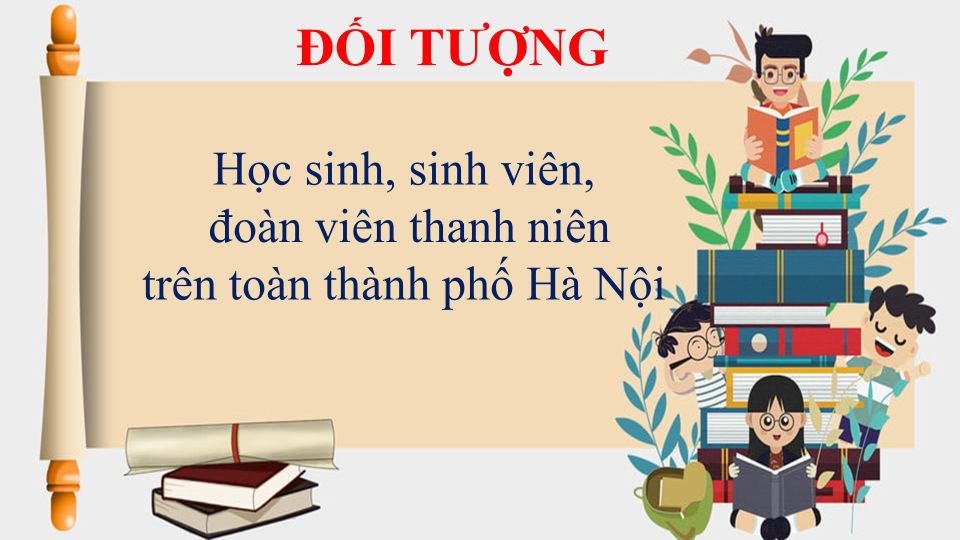 ĐỐI TƯỢNG
Học sinh, sinh viên,
đoàn viên thanh niên
trên toàn thành phố Hà Nội